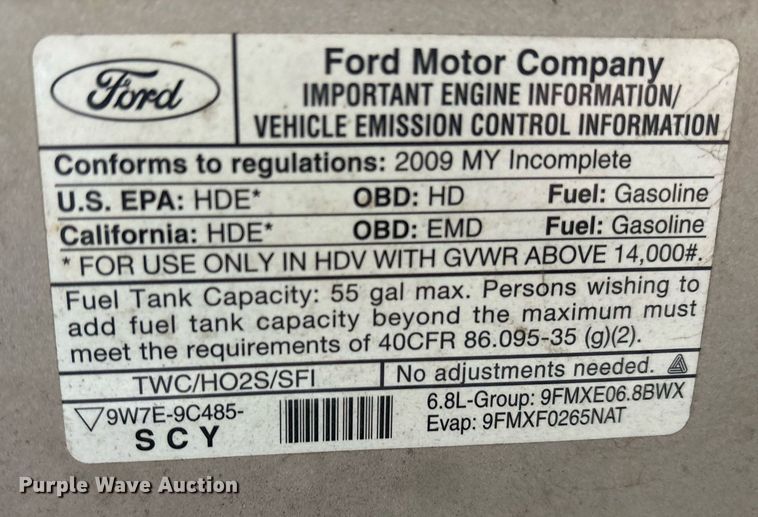 Ford
Ford Motor Company
IMPORTANT ENGINE INFORMATION/
VEHICLE EMISSION CONTROL INFORMATION
Conforms to regulations: 2009 MY Incomplete
U.S. EPA: HDE* OBD: HD Fuel: Gasoline
California: HDE* OBD: EMD Fuel: Gasoline
* FOR USE ONLY IN HDV WITH GVWR ABOVE 14,000#.
Fuel Tank Capacity: 55 gal max. Persons wishing to
add fuel tank capacity beyond the maximum must
meet the requirements of 40CFR 86.095-35 (g)(2).
TWC/HO2S/SFI No adjustments needed.
9W7E-9C485-
SCY
6.8L-Group: 9FMXE06.8BWX
Evap: 9FMXF0265NAT
Purple Wave Auction